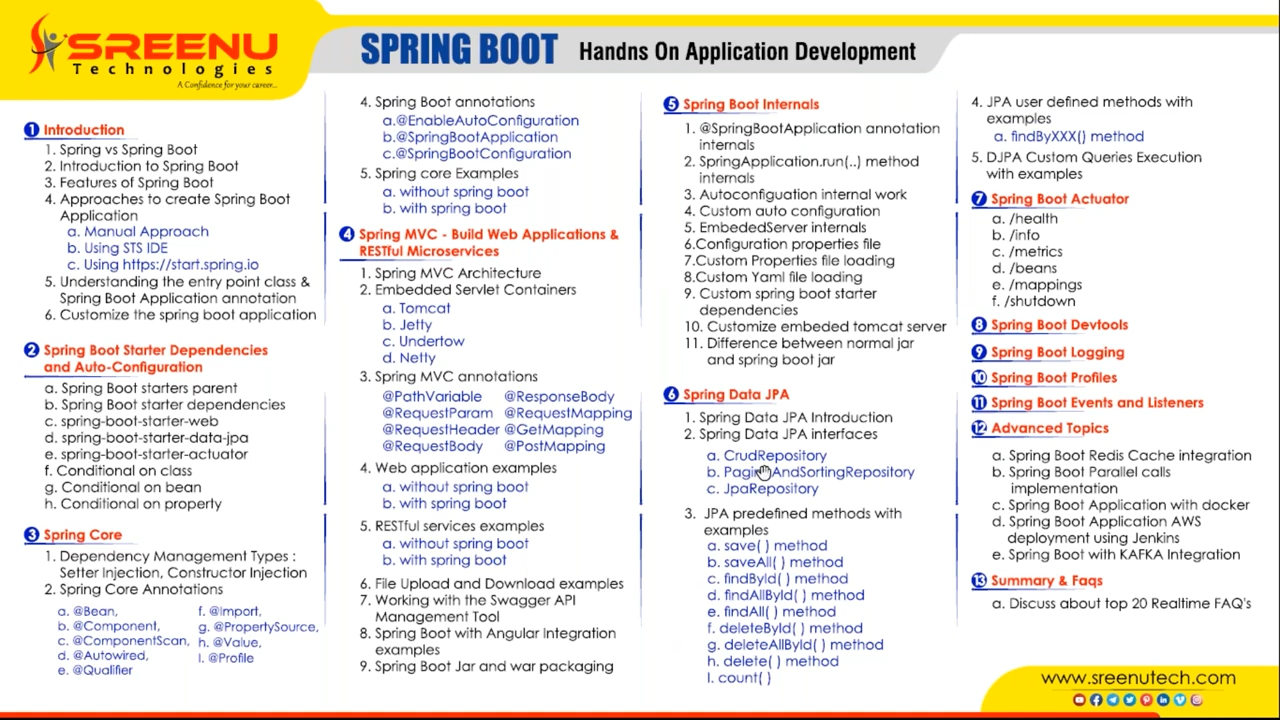 SREENU
Technologies
A Confidence for your career...
SPRING BOOT Handns On Application Development
1 Introduction
1. Spring vs Spring Boot
2. Introduction to Spring Boot
3. Features of Spring Boot
4. Approaches to create Spring Boot
Application
a. Manual Approach
b. Using STS IDE
c. Using https://start.spring.io
5. Understanding the entry point class &
Spring Boot Application annotation
6. Customize the spring boot application
2 Spring Boot Starter Dependencies
and Auto-Configuration
a. Spring Boot starters parent
b. Spring Boot starter dependencies
c. spring-boot-starter-web
d. spring-boot-starter-data-jpa
e. spring-boot-starter-actuator
f. Conditional on class
g. Conditional on bean
h. Conditional on property
3 Spring Core
1. Dependency Management Types :
Setter Injection, Constructor Injection
2. Spring Core Annotations
a. @Bean, f. @Import,
b. @Component, g. @PropertySource,
c. @ComponentScan, h. @Value,
d. @Autowired, I. @Profile
e. @Qualifier
4. Spring Boot annotations
a.@EnableAutoConfiguration
b.@SpringBootApplication
c.@SpringBootConfiguration
5. Spring core Examples
a. without spring boot
b. with spring boot
4 Spring MVC - Build Web Applications &
RESTful Microservices
1. Spring MVC Architecture
2. Embedded Servlet Containers
a. Tomcat
b. Jetty
c. Undertow
d. Netty
3. Spring MVC annotations
@PathVariable @ResponseBody
@RequestParam @RequestMapping
@RequestHeader @GetMapping
@RequestBody @PostMapping
4. Web application examples
a. without spring boot
b. with spring boot
5. RESTful services examples
a. without spring boot
b. with spring boot
6. File Upload and Download examples
7. Working with the Swagger API
Management Tool
8. Spring Boot with Angular Integration
examples
9. Spring Boot Jar and war packaging
5 Spring Boot Internals
1. @SpringBootApplication annotation
internals
2. SpringApplication.run(..) method
internals
3. Autoconfiguation internal work
4. Custom auto configuration
5. EmbededServer internals
6.Configuration properties file
7.Custom Properties file loading
8.Custom Yaml file loading
9. Custom spring boot starter
dependencies
10. Customize embeded tomcat server
11. Difference between normal jar
and spring boot jar
6 Spring Data JPA
1. Spring Data JPA Introduction
2. Spring Data JPA interfaces
a. CrudRepository
b. PagingAndSortingRepository
c. JpaRepository
3. JPA predefined methods with
examples
a. save( ) method
b. saveAll( ) method
c. findById( ) method
d. findAllById( ) method
e. findAll( ) method
f. deleteById( ) method
g. deleteAllById( ) method
h. delete( ) method
I. count( )
4. JPA user defined methods with
examples
a. findByXXX() method
5. DJPA Custom Queries Execution
with examples
7 Spring Boot Actuator
a. /health
b. /info
c. /metrics
d. /beans
e. /mappings
f. /shutdown
8 Spring Boot Devtools
9 Spring Boot Logging
10 Spring Boot Profiles
11 Spring Boot Events and Listeners
12 Advanced Topics
a. Spring Boot Redis Cache integration
b. Spring Boot Parallel calls
implementation
c. Spring Boot Application with docker
d. Spring Boot Application AWS
deployment using Jenkins
e. Spring Boot with KAFKA Integration
13 Summary & Faqs
a. Discuss about top 20 Realtime FAQ's
www.sreenutech.com